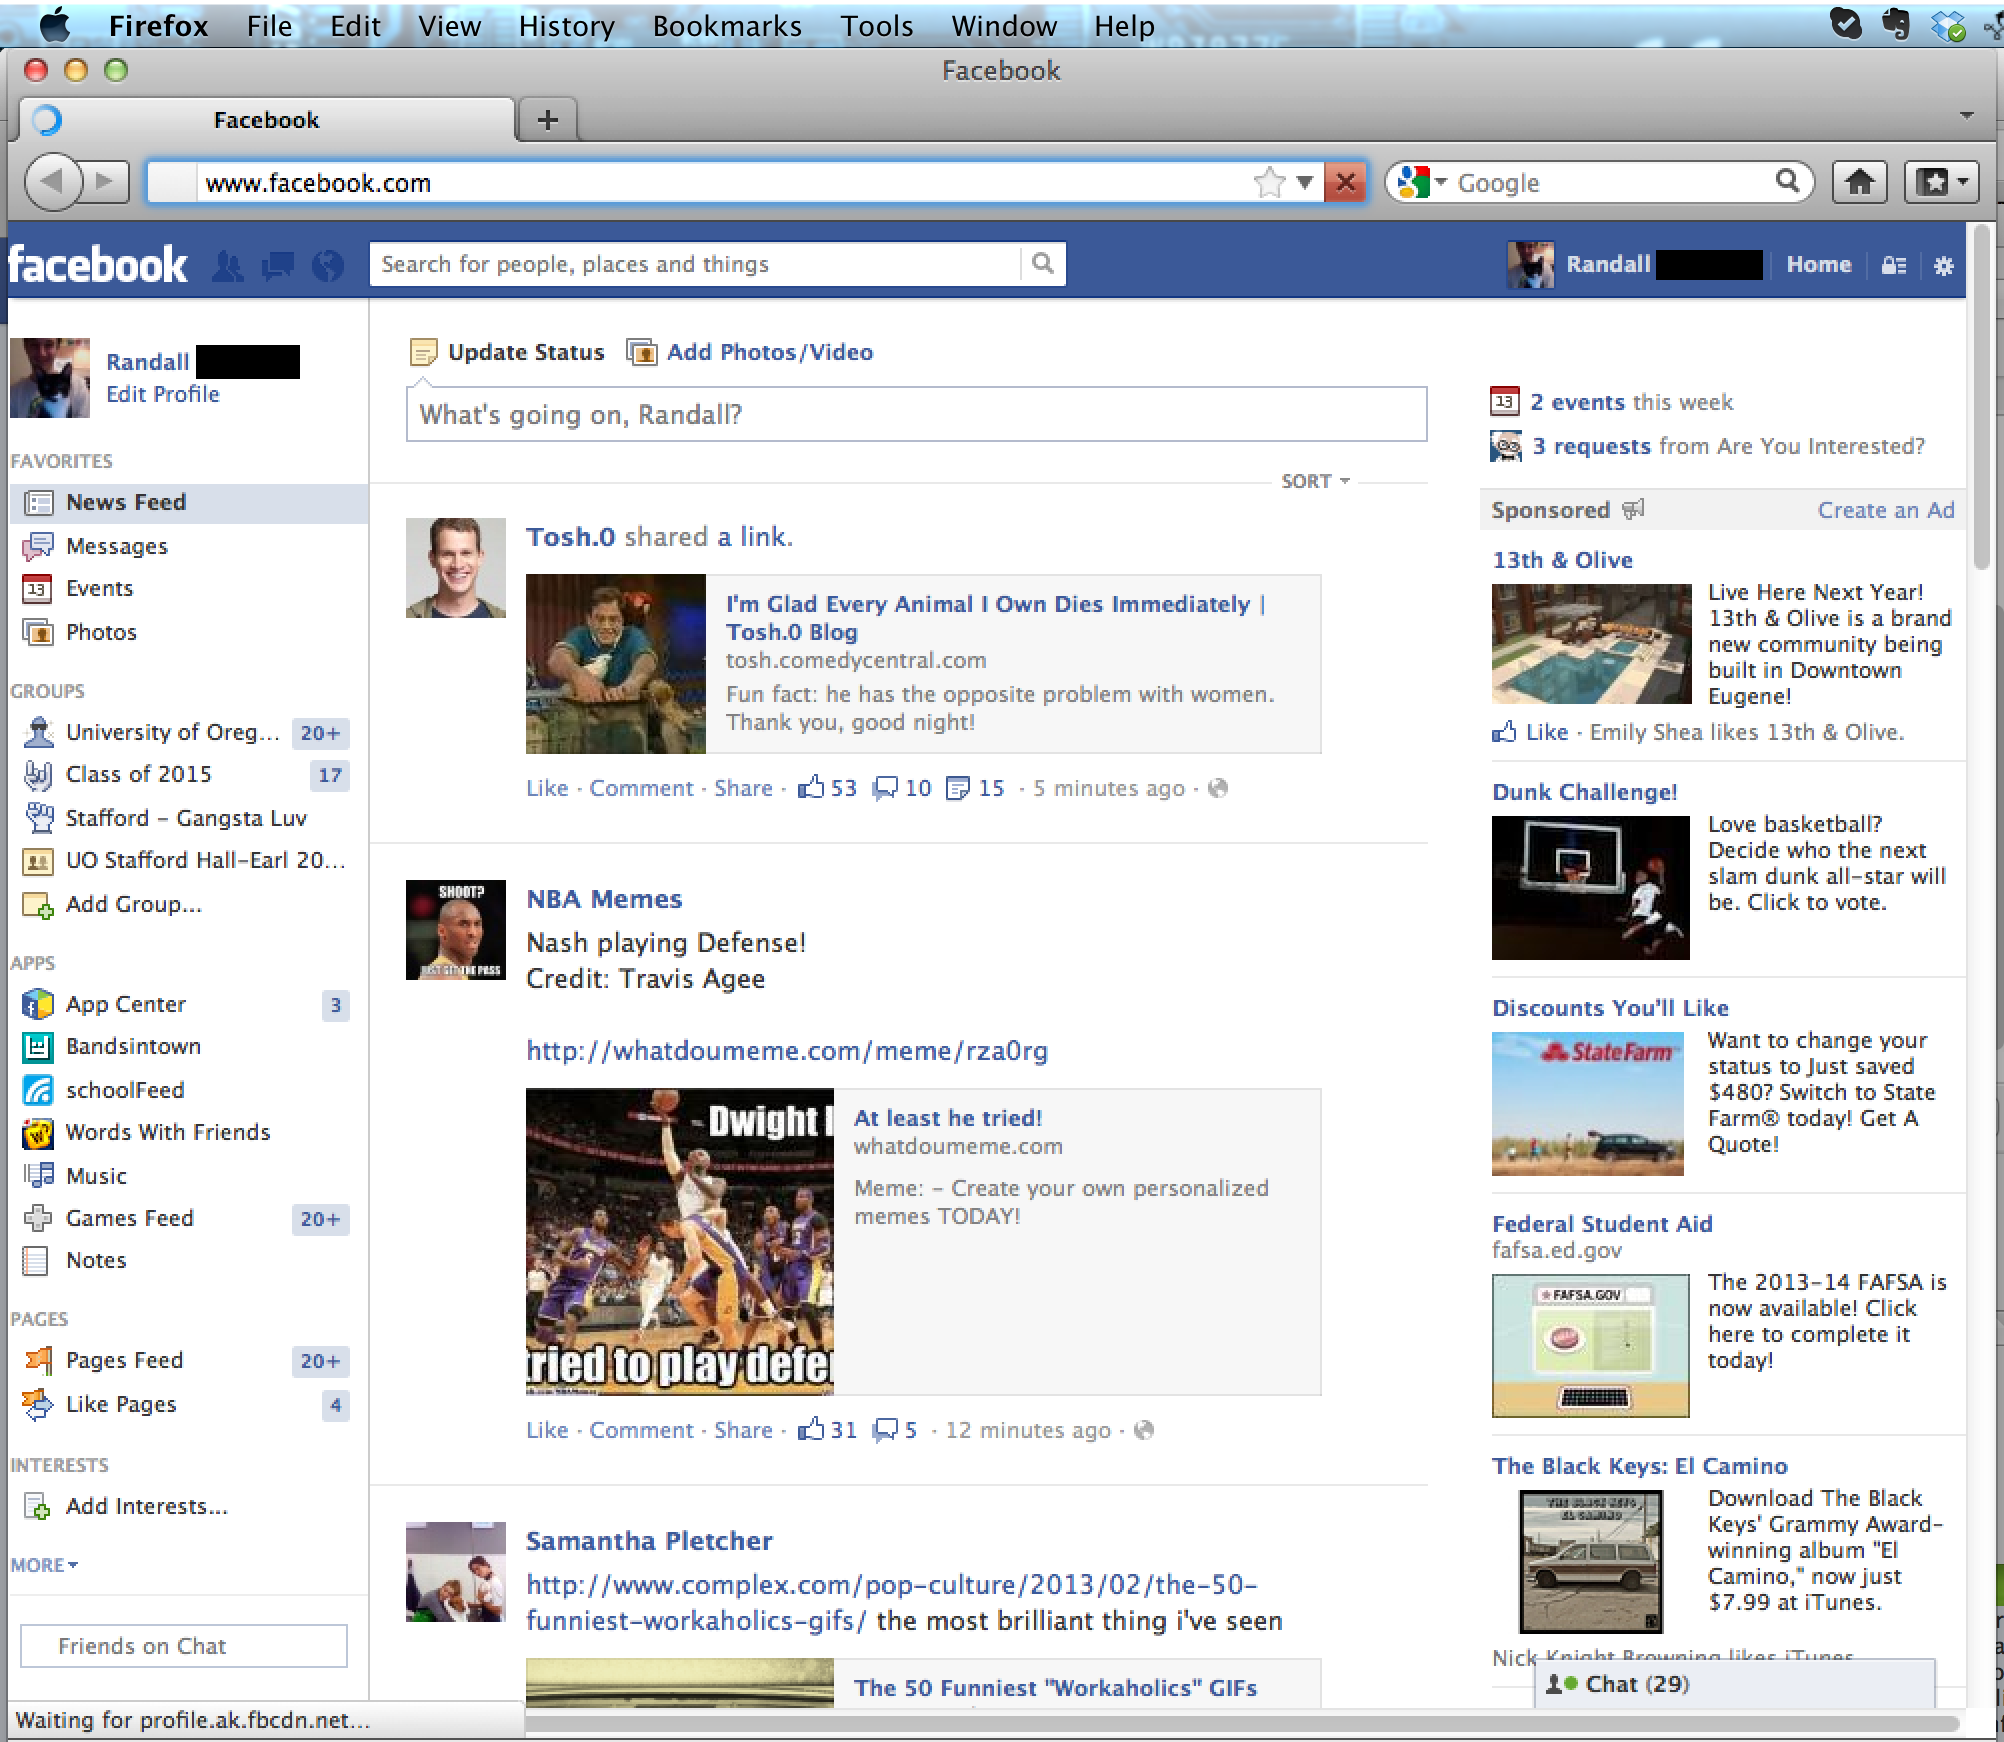 Firefox File Edit View History Bookmarks Tools Window Help
Facebook
Facebook
www.facebook.com
Google
facebook
Search for people, places and things
Randall
Home
Randall
Edit Profile
FAVORITES
News Feed
Messages
13 Events
Photos
GROUPS
University of Oreg... 20+
Class of 2015 17
Stafford - Gangsta Luv
UO Stafford Hall-Earl 20...
Add Group...
APPS
App Center 3
Bandsintown
schoolFeed
Words With Friends
Music
Games Feed 20+
Notes
PAGES
Pages Feed 20+
Like Pages 4
INTERESTS
Add Interests...
MORE
Friends on Chat
Waiting for profile.ak.fbcdn.net...
Update Status Add Photos/Video
What's going on, Randall?
SORT
Tosh.0 shared a link.
I'm Glad Every Animal I Own Dies Immediately |
Tosh.0 Blog
tosh.comedycentral.com
Fun fact: he has the opposite problem with women.
Thank you, good night!
Like · Comment · Share · 53 10 15 · 5 minutes ago ·
SHOOT?
NBA Memes
Nash playing Defense!
Credit: Travis Agee
http://whatdoumeme.com/meme/rza0rg
Dwight
tried to play defe
At least he tried!
whatdoumeme.com
Meme: - Create your own personalized
memes TODAY!
Like · Comment · Share · 31 5 · 12 minutes ago ·
Samantha Pletcher
http://www.complex.com/pop-culture/2013/02/the-50-
funniest-workaholics-gifs/ the most brilliant thing i've seen
The 50 Funniest "Workaholics" GIFs
13 2 events this week
3 requests from Are You Interested?
Sponsored Create an Ad
13th & Olive
Live Here Next Year!
13th & Olive is a brand
new community being
built in Downtown
Eugene!
Like · Emily Shea likes 13th & Olive.
Dunk Challenge!
Love basketball?
Decide who the next
slam dunk all-star will
be. Click to vote.
Discounts You'll Like
State Farm
Want to change your
status to Just saved
$480? Switch to State
Farm® today! Get A
Quote!
Federal Student Aid
fafsa.ed.gov
FAFSA.GOV
The 2013-14 FAFSA is
now available! Click
here to complete it
today!
The Black Keys: El Camino
THE BLACK KEYS
EL CAMINO
Download The Black
Keys' Grammy Award-
winning album "El
Camino," now just
$7.99 at iTunes.
Nick Knight Browning likes iTunes.
Chat (29)